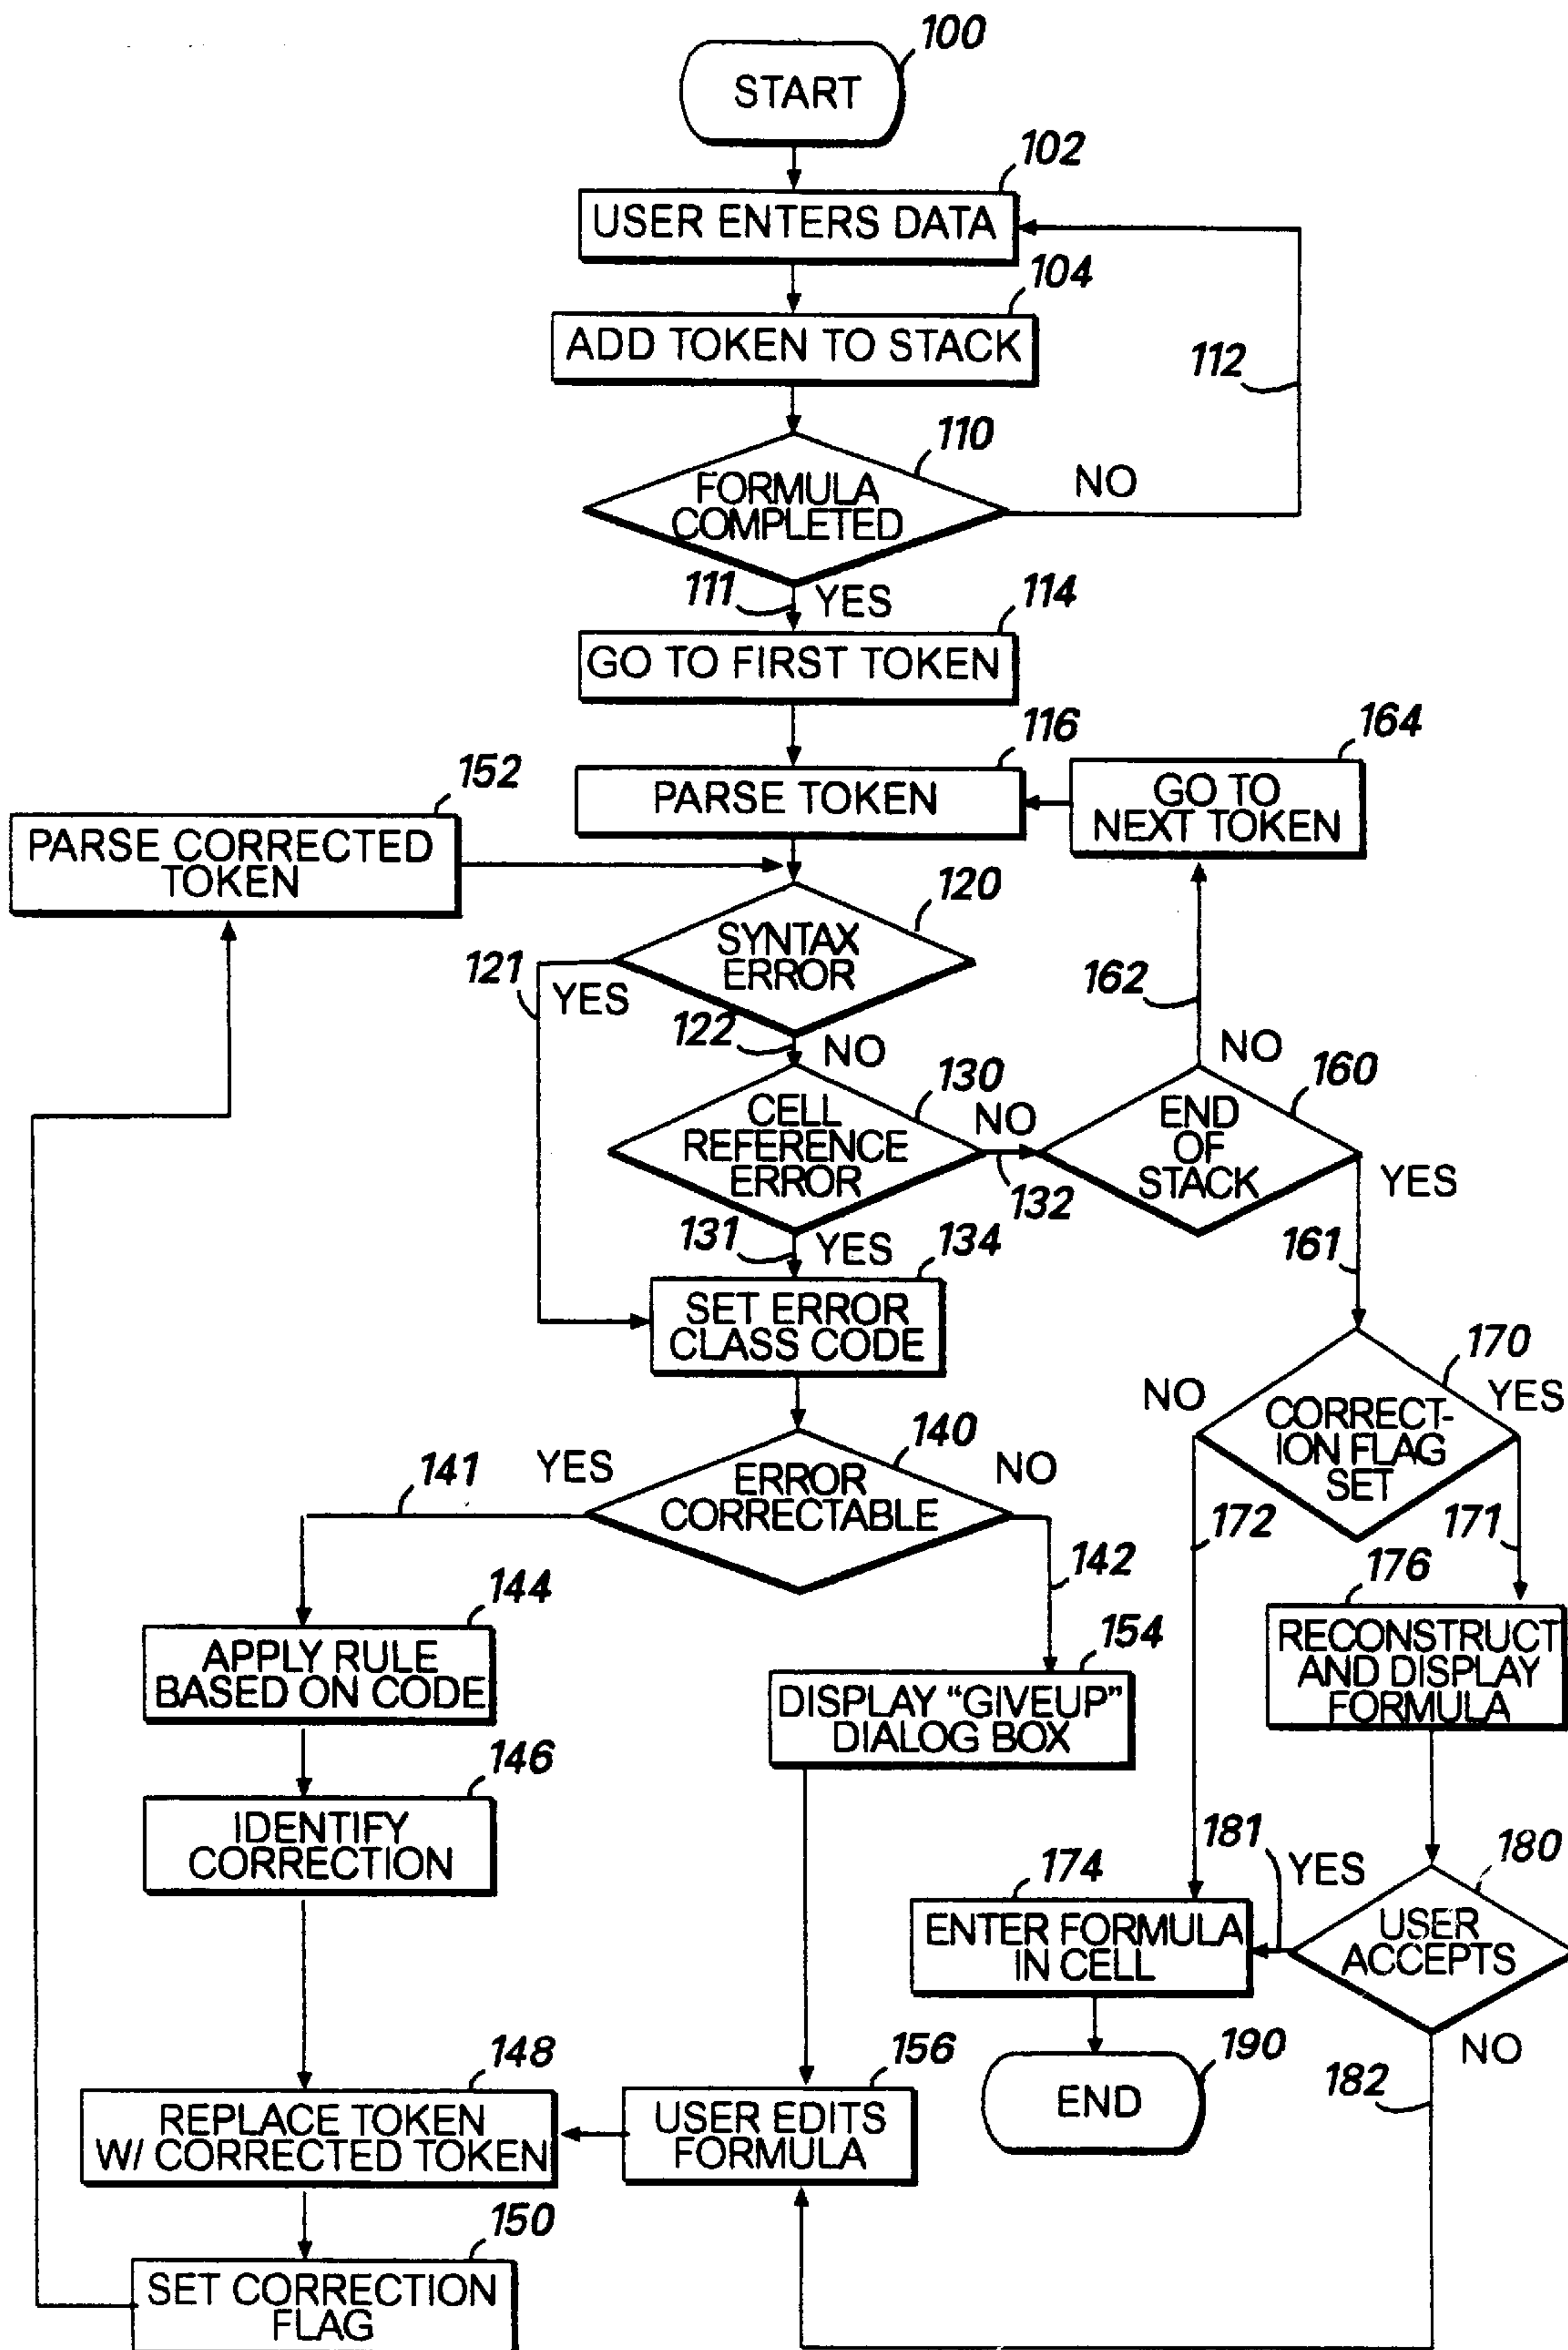 100
START
102
USER ENTERS DATA
104
ADD TOKEN TO STACK
112
110
FORMULA
COMPLETED
NO
111
YES
114
GO TO FIRST TOKEN
116
PARSE TOKEN
164
GO TO
NEXT TOKEN
152
PARSE CORRECTED
TOKEN
120
SYNTAX
ERROR
121
YES
122
NO
162
NO
130
CELL
REFERENCE
ERROR
NO
132
160
END
OF
STACK
YES
131
YES
134
SET ERROR
CLASS CODE
161
170
NO
YES
CORRECT-
ION FLAG
SET
172
171
141
YES
140
ERROR
CORRECTABLE
NO
142
144
APPLY RULE
BASED ON CODE
154
DISPLAY “GIVEUP”
DIALOG BOX
176
RECONSTRUCT
AND DISPLAY
FORMULA
146
IDENTIFY
CORRECTION
181
YES
180
USER
ACCEPTS
174
ENTER FORMULA
IN CELL
NO
182
190
END
148
REPLACE TOKEN
W/ CORRECTED TOKEN
156
USER EDITS
FORMULA
150
SET CORRECTION
FLAG